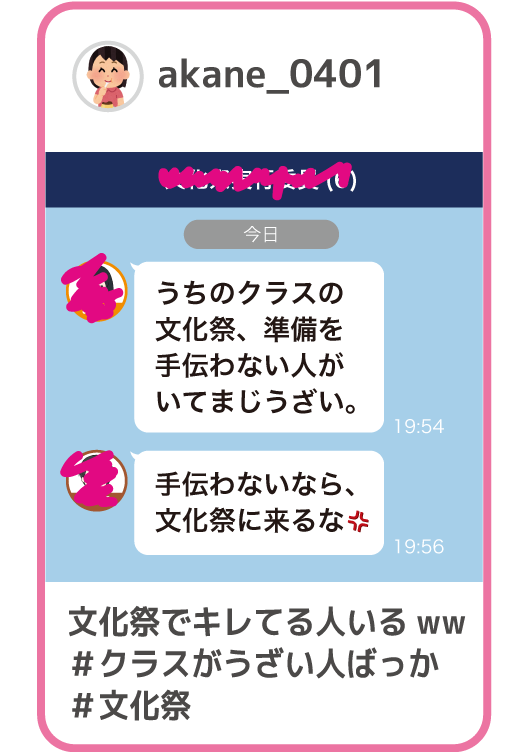 akane_0401
今日
うちのクラスの
文化祭、準備を
手伝わない人が
いてまじうざい。
19:54
手伝わないなら、
文化祭に来るな💢
19:56
文化祭でキレてる人いるww
#クラスがうざい人ばっか
#文化祭